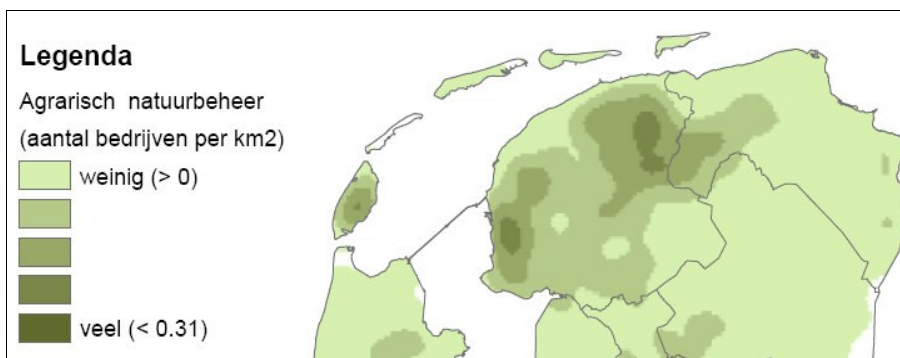 Legenda
Agrarisch natuurbeheer
(aantal bedrijven per km2)
weinig (> 0)
veel (< 0.31)